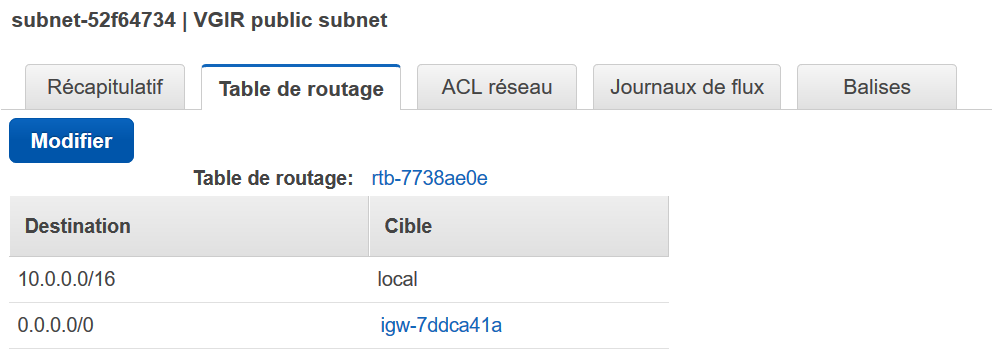 subnet-52f64734 | VGIR public subnet
Récapitulatif Table de routage ACL réseau Journaux de flux Balises
Modifier
Table de routage: rtb-7738ae0e
Destination Cible
10.0.0.0/16 local
0.0.0.0/0 igw-7ddca41a